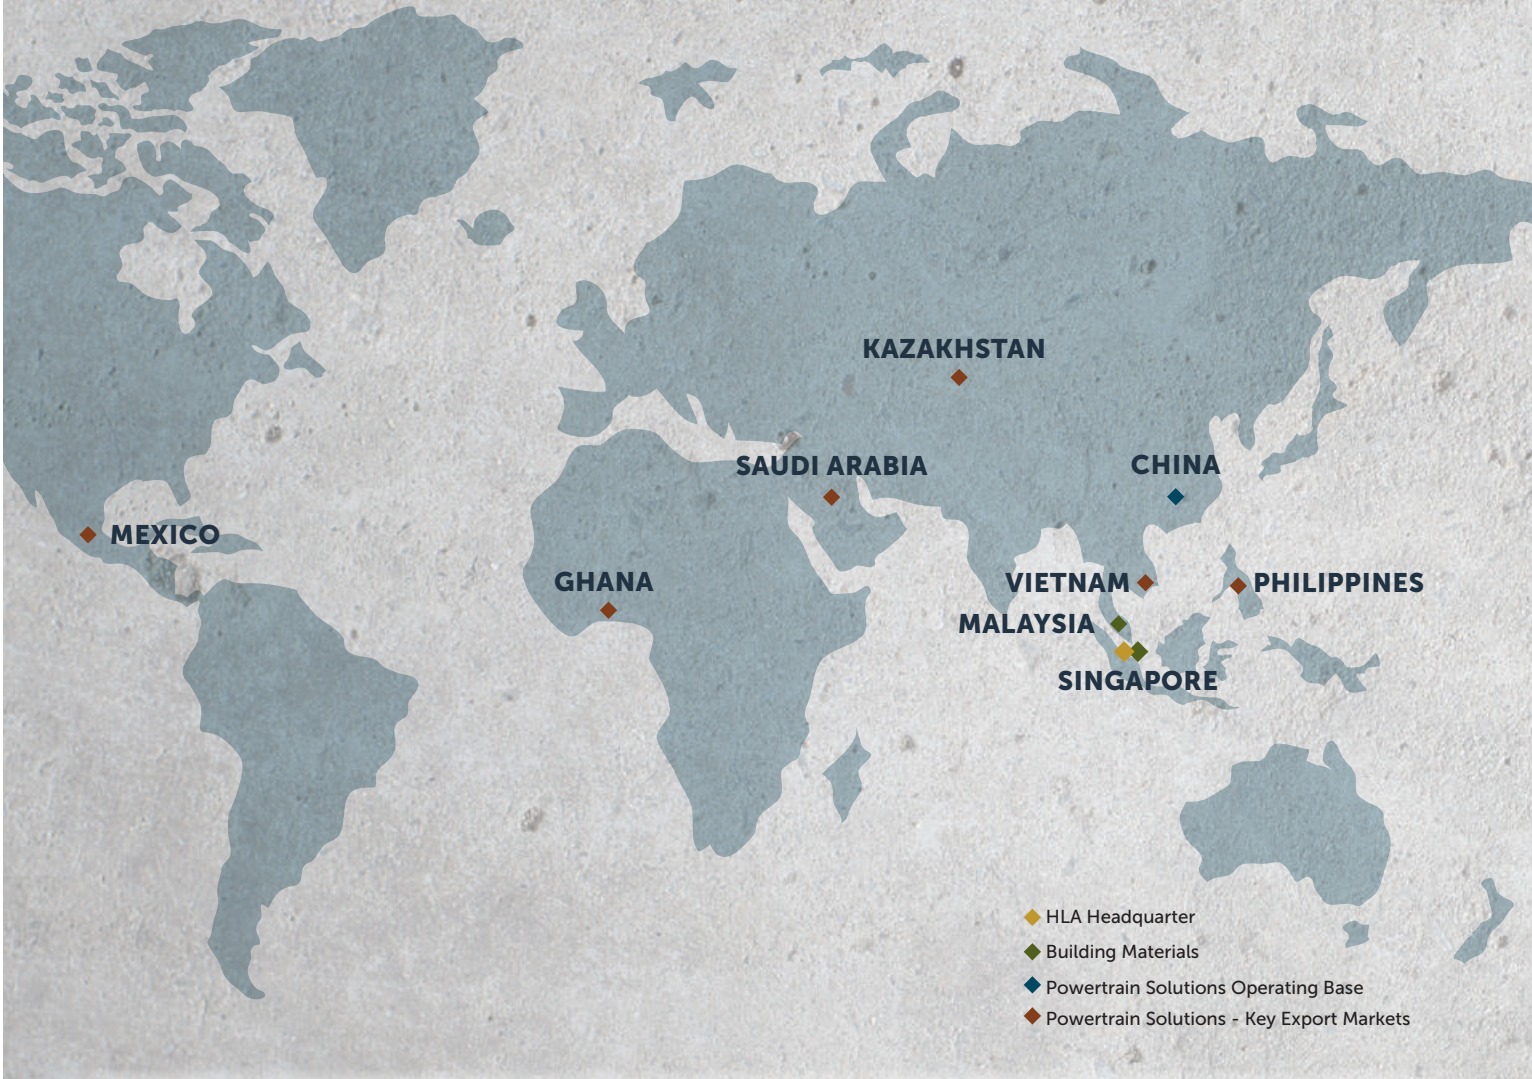 KAZAKHSTAN
SAUDI ARABIA
CHINA
MEXICO
GHANA
VIETNAM
PHILIPPINES
MALAYSIA
SINGAPORE
HLA Headquarter
Building Materials
Powertrain Solutions Operating Base
Powertrain Solutions - Key Export Markets